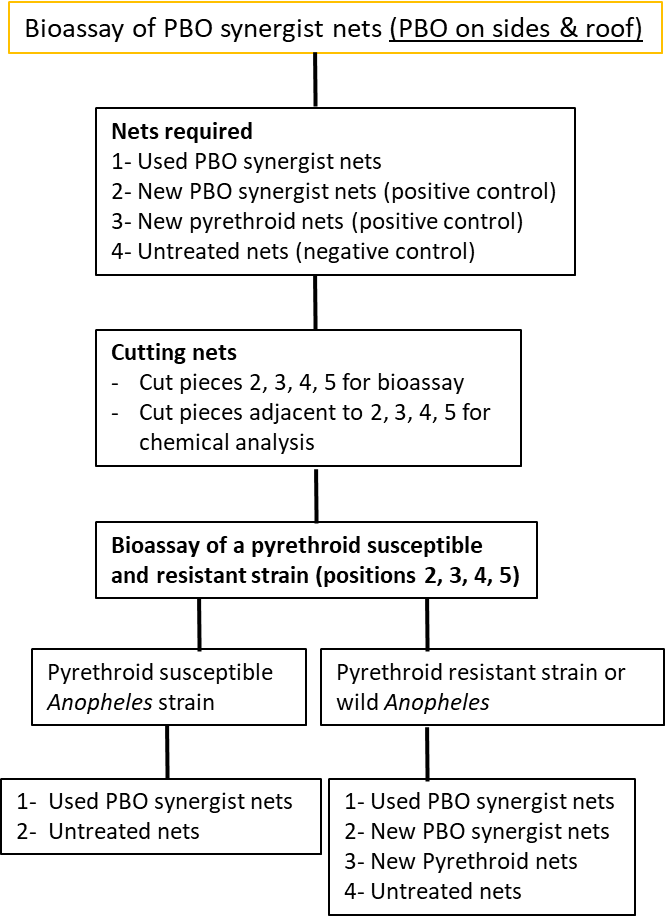 Bioassay of PBO synergist nets (PBO on sides & roof)
Nets required
1- Used PBO synergist nets
2- New PBO synergist nets (positive control)
3- New pyrethroid nets (positive control)
4- Untreated nets (negative control)
Cutting nets
- Cut pieces 2, 3, 4, 5 for bioassay
- Cut pieces adjacent to 2, 3, 4, 5 for
chemical analysis
Bioassay of a pyrethroid susceptible
and resistant strain (positions 2, 3, 4, 5)
Pyrethroid susceptible
Anopheles strain
Pyrethroid resistant strain or
wild Anopheles
1- Used PBO synergist nets
2- Untreated nets
1- Used PBO synergist nets
2- New PBO synergist nets
3- New Pyrethroid nets
4- Untreated nets